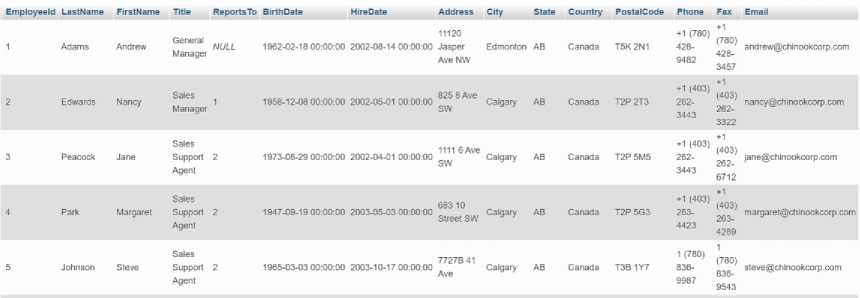 EmployeeId LastName FirstName Title ReportsTo BirthDate HireDate Address City State Country PostalCode Phone Fax Email
1 Adams Andrew General Manager NULL 1962-02-18 00:00:00 2002-08-14 00:00:00 11120 Jasper Ave NW Edmonton AB Canada T5K 2N1 +1 (780) 428-9482 +1 (780) 428-3457 andrew@chinookcorp.com
2 Edwards Nancy Sales Manager 1 1958-12-08 00:00:00 2002-05-01 00:00:00 825 8 Ave SW Calgary AB Canada T2P 2T3 +1 (403) 262-3443 +1 (403) 262-3322 nancy@chinookcorp.com
3 Peacock Jane Sales Support Agent 2 1973-08-29 00:00:00 2002-04-01 00:00:00 1111 6 Ave SW Calgary AB Canada T2P 5M5 +1 (403) 262-3443 +1 (403) 262-6712 jane@chinookcorp.com
4 Park Margaret Sales Support Agent 2 1947-09-19 00:00:00 2003-05-03 00:00:00 683 10 Street SW Calgary AB Canada T2P 5G3 +1 (403) 263-4423 +1 (403) 263-4289 margaret@chinookcorp.com
5 Johnson Steve Sales Support Agent 2 1965-03-03 00:00:00 2003-10-17 00:00:00 7727B 41 Ave Calgary AB Canada T3B 1Y7 1 (780) 836-9987 1 (780) 836-9543 steve@chinookcorp.com